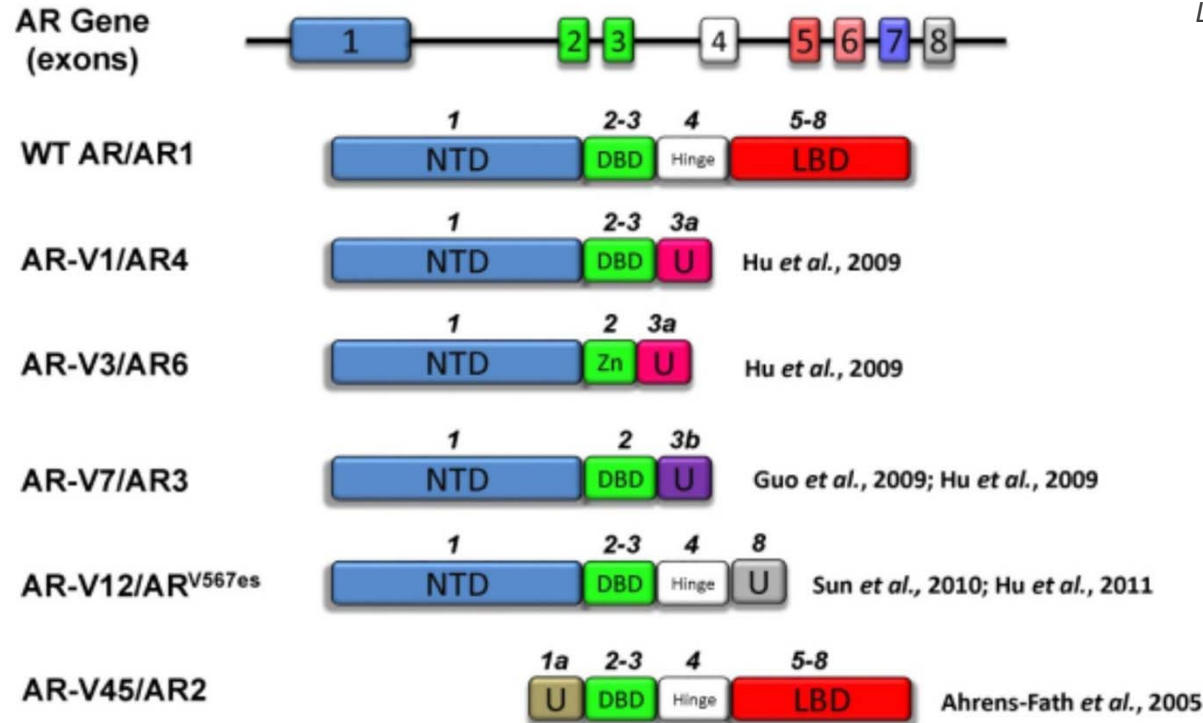 AR Gene
(exons)
1 2 3 4 5 6 7 8
1 2-3 4 5-8
WT AR/AR1 NTD DBD Hinge LBD
1 2-3 3a
AR-V1/AR4 NTD DBD U Hu et al., 2009
1 2 3a
AR-V3/AR6 NTD Zn U Hu et al., 2009
1 2 3b
AR-V7/AR3 NTD DBD U Guo et al., 2009; Hu et al., 2009
1 2-3 4 8
AR-V12/ARV567es NTD DBD Hinge U Sun et al., 2010; Hu et al., 2011
1a 2-3 4 5-8
AR-V45/AR2 U DBD Hinge LBD Ahrens-Fath et al., 2005